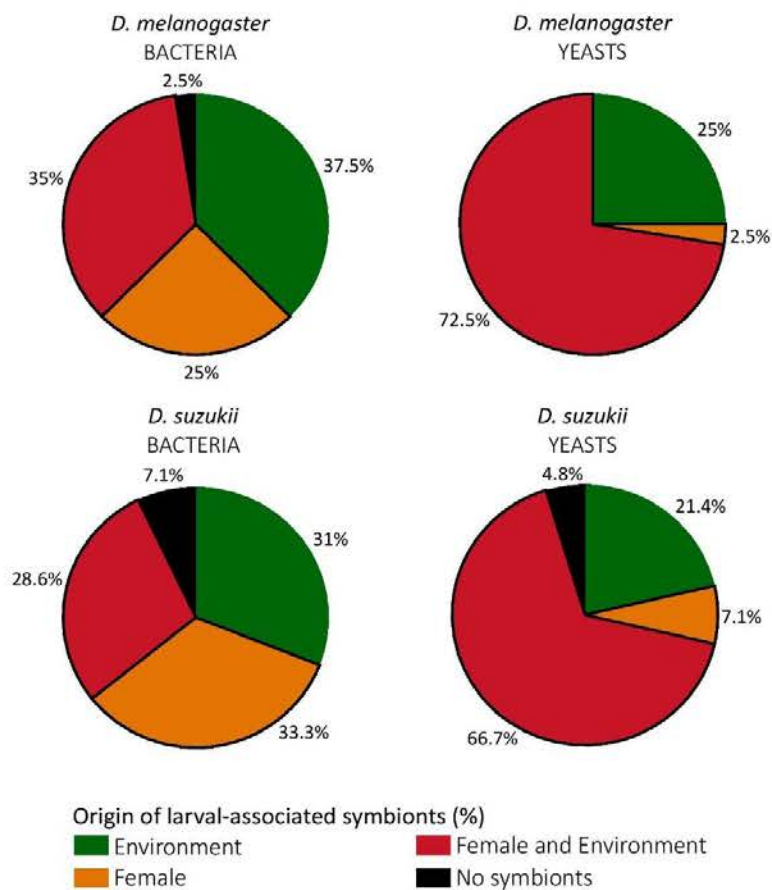 D. melanogaster
BACTERIA
2.5%
37.5%
35%
25%
D. melanogaster
YEASTS
25%
2.5%
72.5%
D. suzukii
BACTERIA
7.1%
31%
28.6%
33.3%
D. suzukii
YEASTS
4.8%
21.4%
7.1%
66.7%
Origin of larval-associated symbionts (%)
Environment
Female and Environment
Female
No symbionts